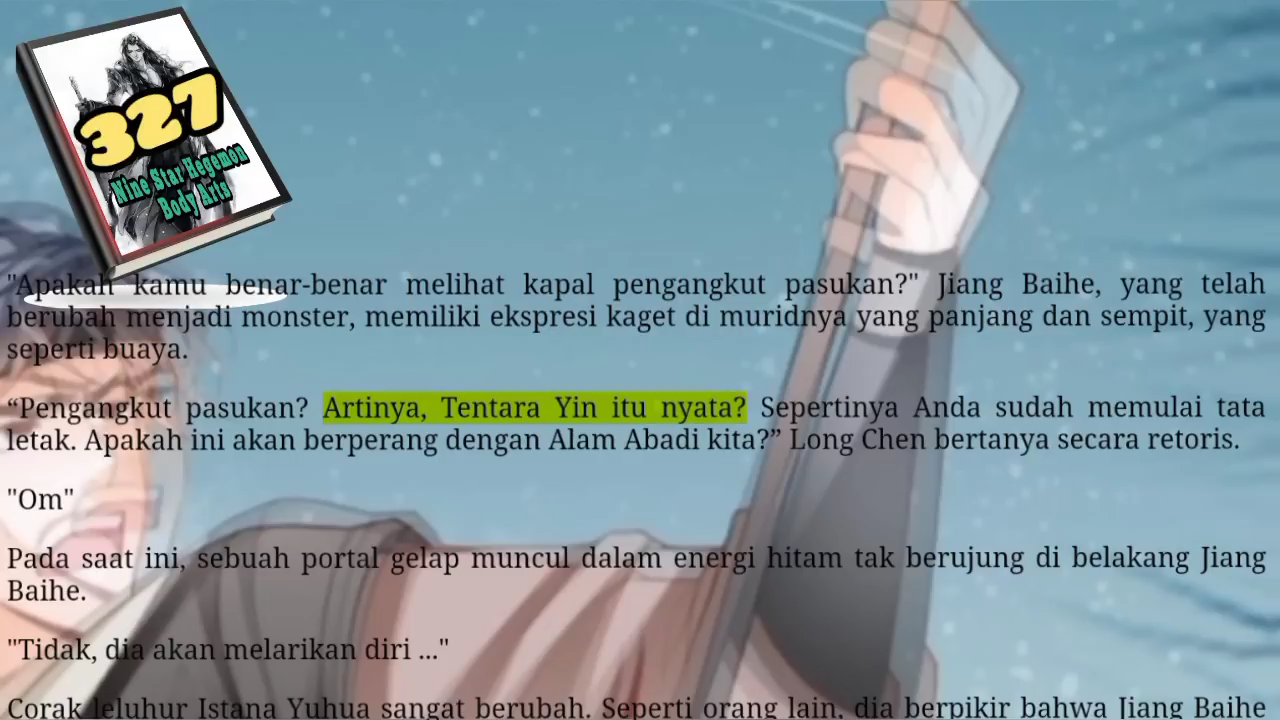 327
Nine Star Hegemon
Body Arts
"Apakah kamu benar-benar melihat kapal pengangkut pasukan?" Jiang Baihe, yang telah
berubah menjadi monster, memiliki ekspresi kaget di muridnya yang panjang dan sempit, yang
seperti buaya.
“Pengangkut pasukan? Artinya, Tentara Yin itu nyata? Sepertinya Anda sudah memulai tata
letak. Apakah ini akan berperang dengan Alam Abadi kita?” Long Chen bertanya secara retoris.
"Om"
Pada saat ini, sebuah portal gelap muncul dalam energi hitam tak berujung di belakang Jiang
Baihe.
"Tidak, dia akan melarikan diri ..."
Corak leluhur Istana Yuhua sangat berubah. Seperti orang lain, dia berpikir bahwa Jiang Baihe